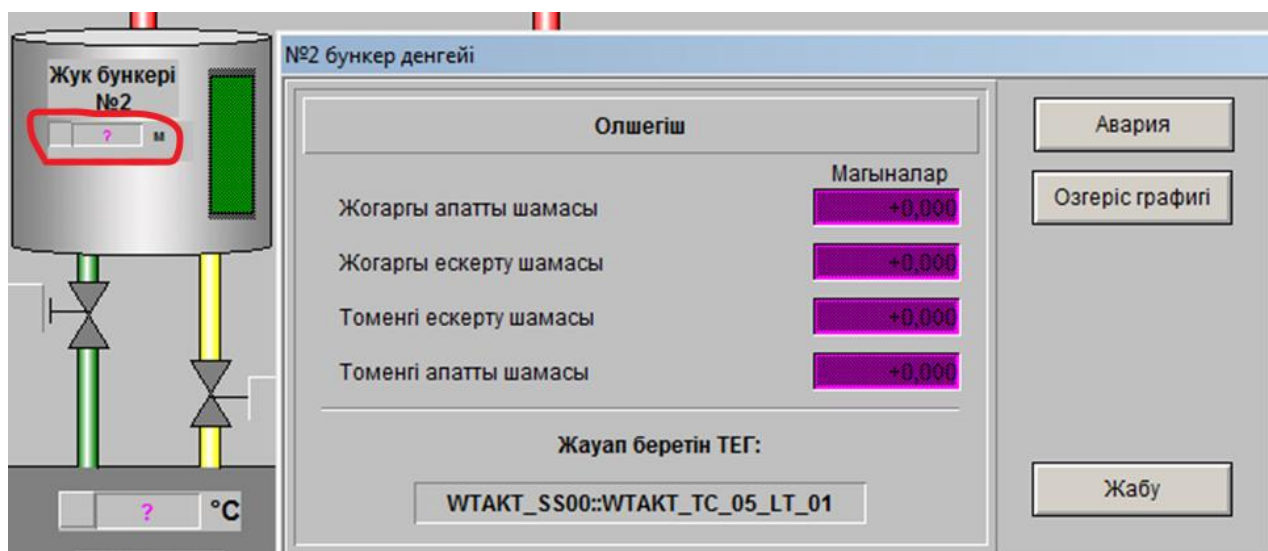 Жук бункері
№2
? м
? °C
№2 бункер денгейі
Олшегіш
Магыналар
Жогаргы апатты шамасы +0,000
Жогаргы ескерту шамасы +0,000
Томенгі ескерту шамасы +0,000
Томенгі апатты шамасы +0,000
Жауап беретін ТЕГ:
WTAKT_SS00::WTAKT_TC_05_LT_01
Авария
Озгеріс графигі
Жабу